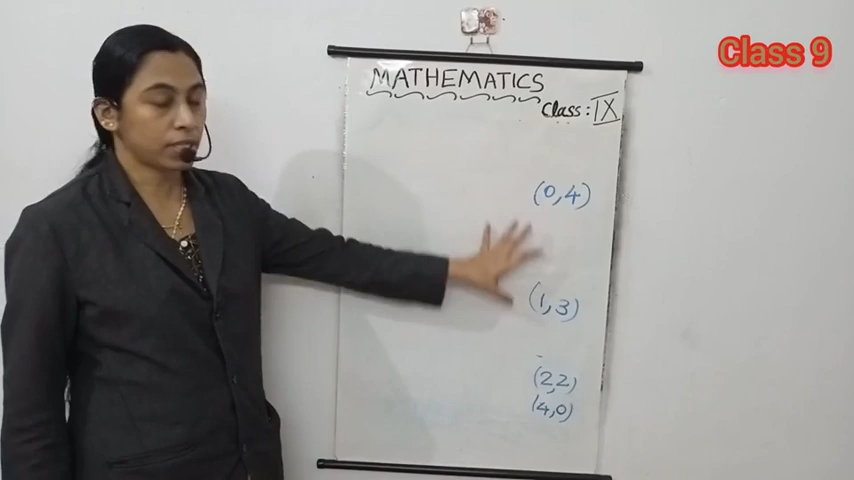 Class 9
MATHEMATICS
Class : IX
(0,4)
(1,3)
(2,2)
(4,0)